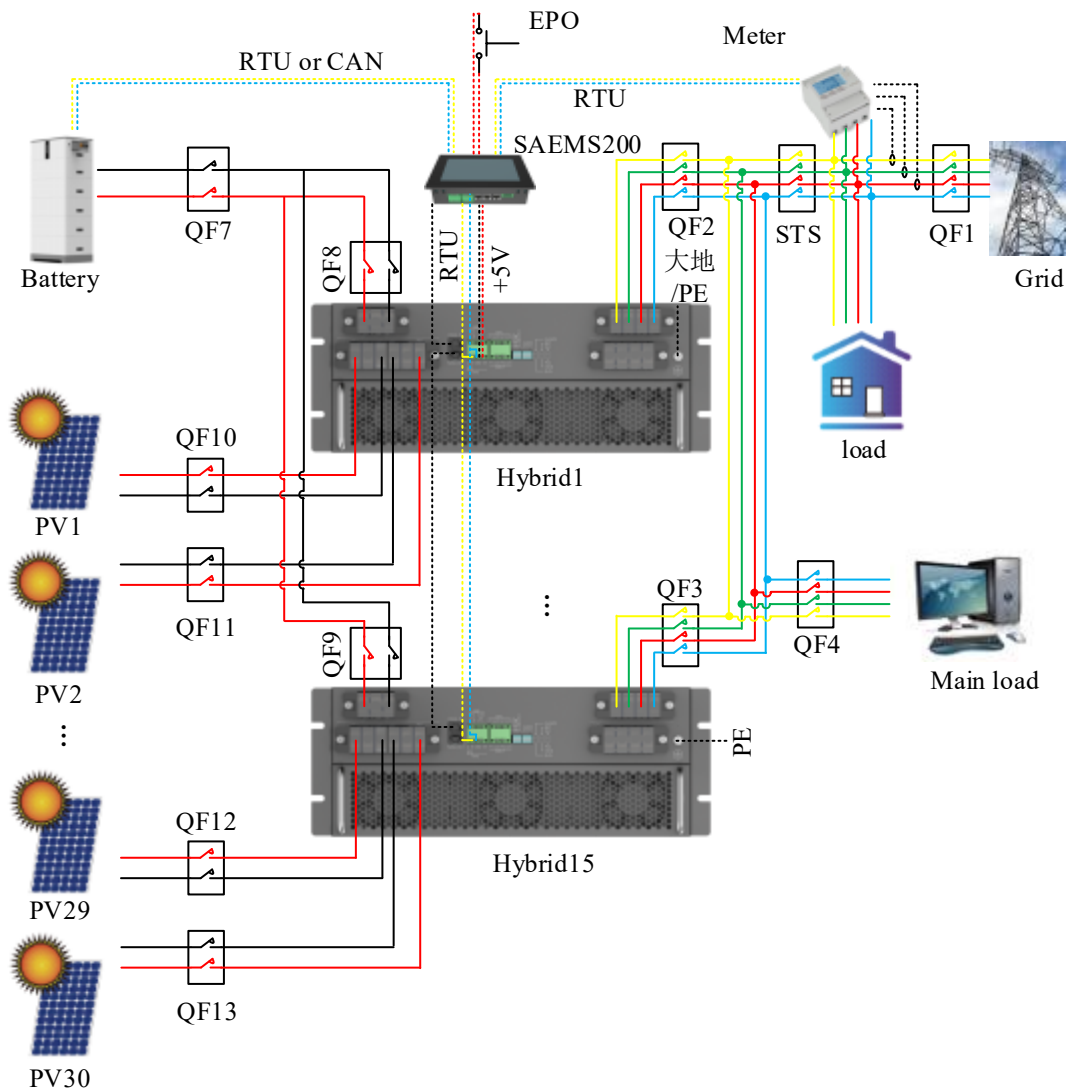 EPO
Meter
RTU or CAN
RTU
SAEMS200
QF7
QF2
STS
QF1
Battery
QF8
RTU
+5V
大地
/PE
Grid
QF10
Hybrid1
load
PV1
QF11
PV2
...
...
QF3
QF4
QF9
Main load
PE
QF12
Hybrid15
PV29
QF13
PV30